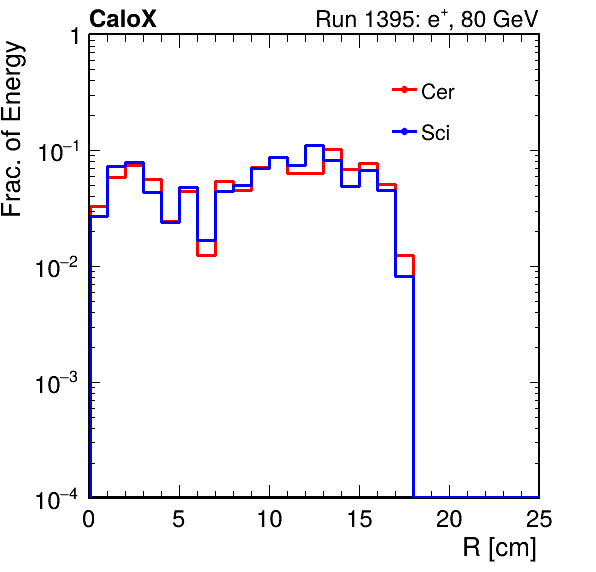 CaloX
Run 1395: e⁺, 80 GeV
Frac. of Energy
1
10⁻¹
10⁻²
10⁻³
10⁻⁴
Cer
Sci
0 5 10 15 20 25
R [cm]